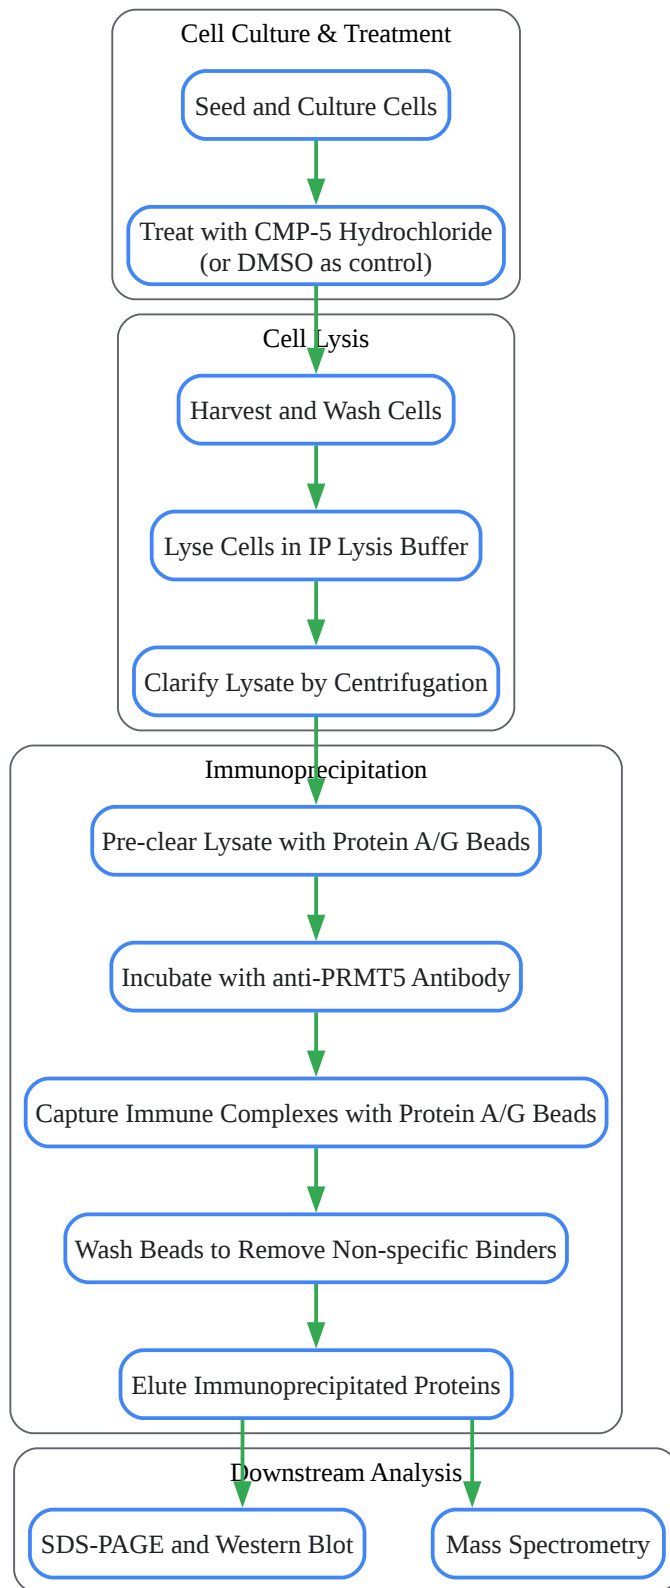 Cell Culture & Treatment
Seed and Culture Cells
Treat with CMP-5 Hydrochloride
(or DMSO as control)
Cell Lysis
Harvest and Wash Cells
Lyse Cells in IP Lysis Buffer
Clarify Lysate by Centrifugation
Immunoprecipitation
Pre-clear Lysate with Protein A/G Beads
Incubate with anti-PRMT5 Antibody
Capture Immune Complexes with Protein A/G Beads
Wash Beads to Remove Non-specific Binders
Elute Immunoprecipitated Proteins
Downstream Analysis
SDS-PAGE and Western Blot
Mass Spectrometry